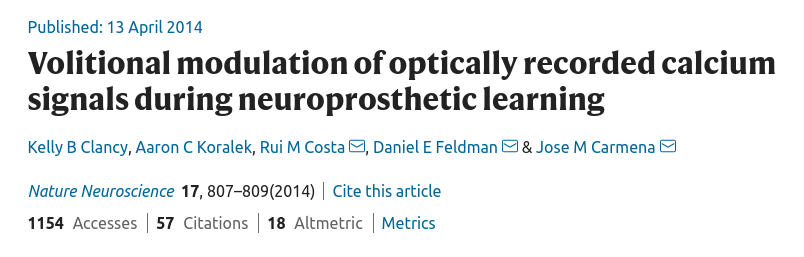 Published: 13 April 2014
Volitional modulation of optically recorded calcium
signals during neuroprosthetic learning
Kelly B Clancy, Aaron C Koralek, Rui M Costa, Daniel E Feldman & Jose M Carmena
Nature Neuroscience 17, 807–809(2014) | Cite this article
1154 Accesses | 57 Citations | 18 Altmetric | Metrics